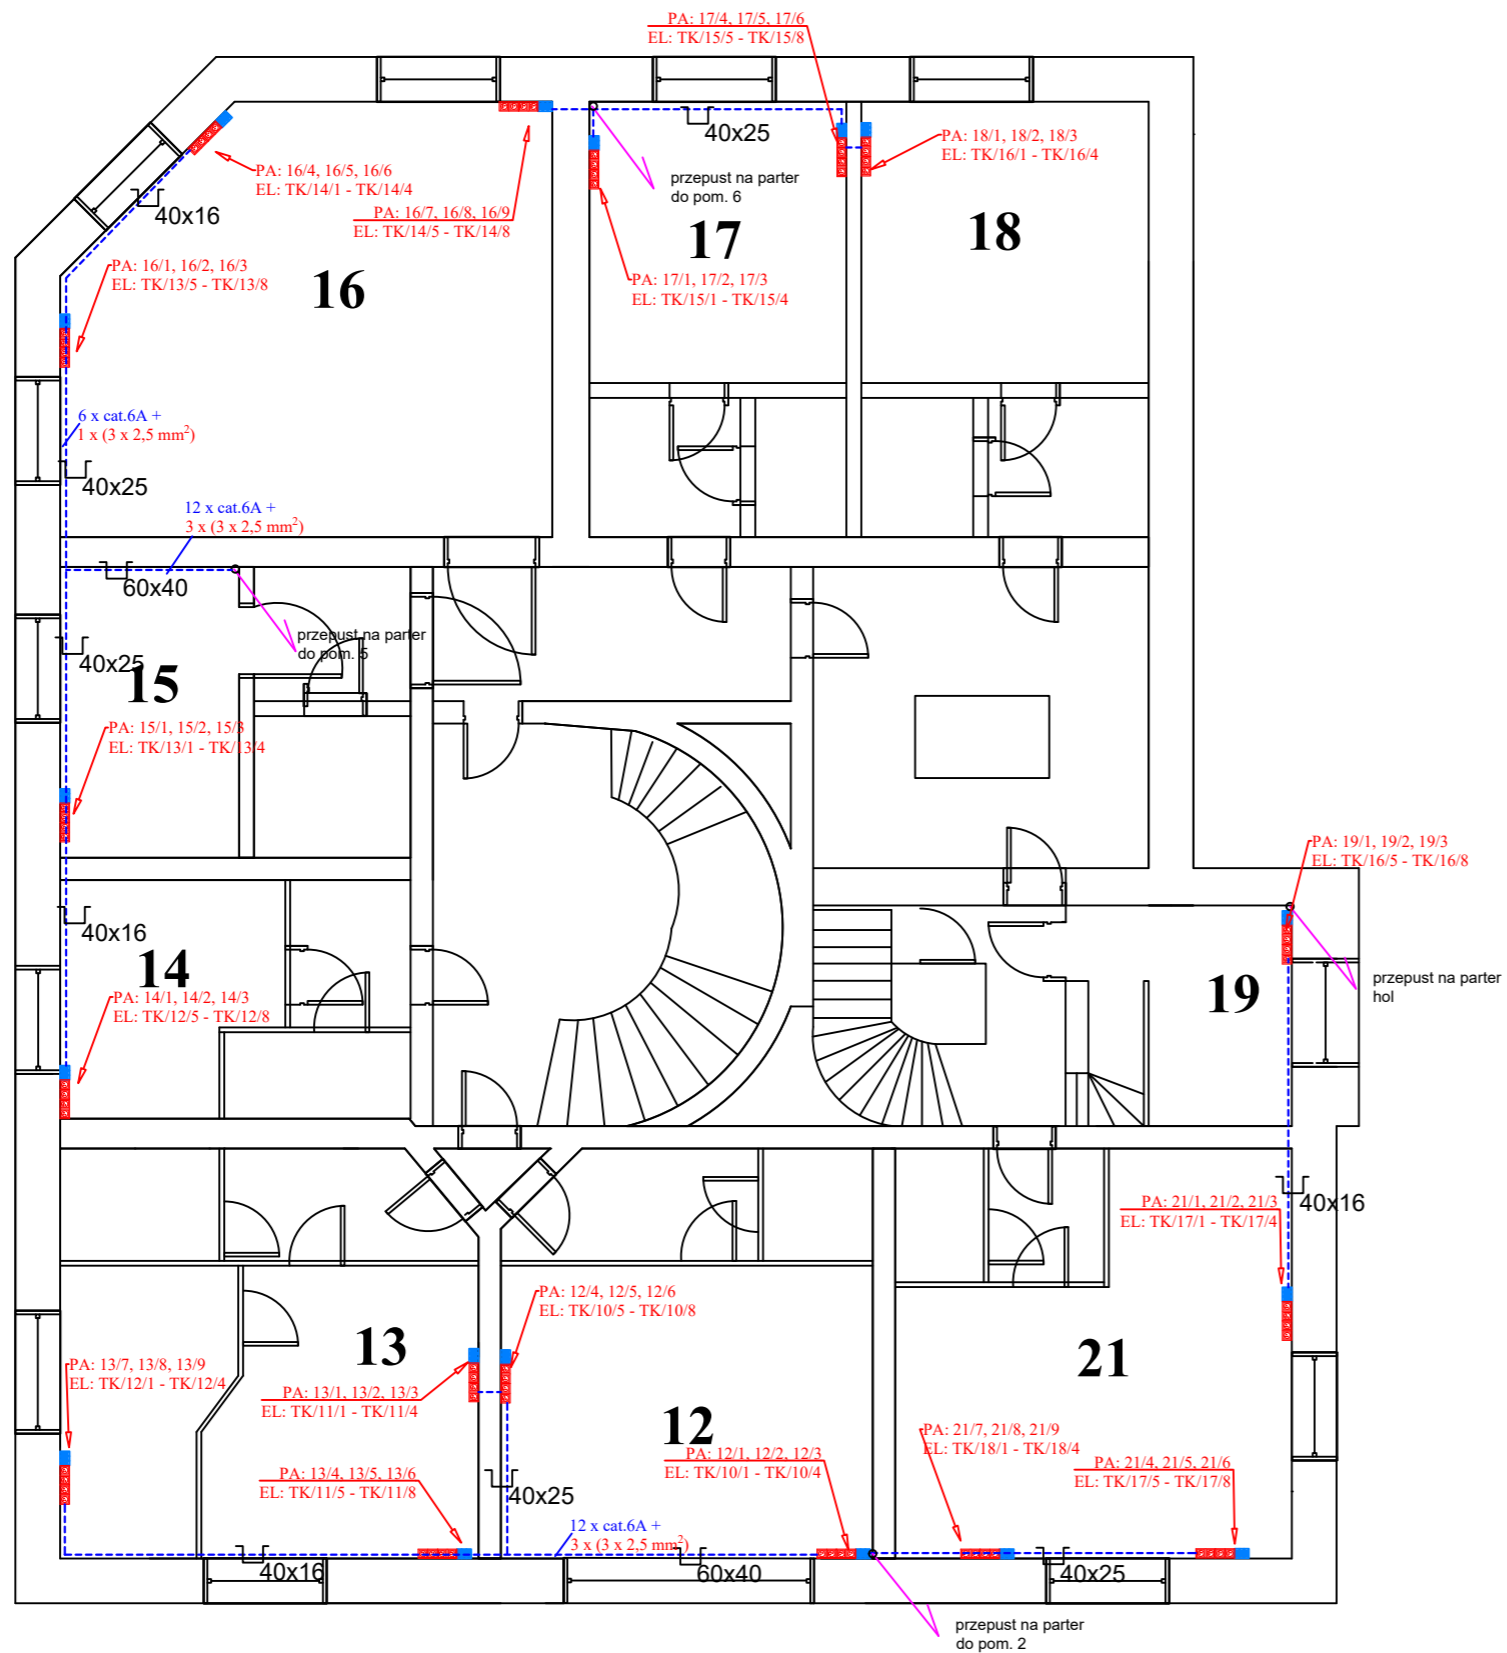 PA: 17/4, 17/5, 17/6
EL: TK/15/5 - TK/15/8
40x25
PA: 18/1, 18/2, 18/3
EL: TK/16/1 - TK/16/4
PA: 16/4, 16/5, 16/6
EL: TK/14/1 - TK/14/4
przepust na parter
do pom. 6
40x16
PA: 16/7, 16/8, 16/9
EL: TK/14/5 - TK/14/8
17
18
PA: 16/1, 16/2, 16/3
EL: TK/13/5 - TK/13/8
16
PA: 17/1, 17/2, 17/3
EL: TK/15/1 - TK/15/4
6 x cat.6A +
1 x (3 x 2,5 mm²)
40x25
12 x cat.6A +
3 x (3 x 2,5 mm²)
60x40
przepust na parter
do pom. 5
40x25
15
PA: 15/1, 15/2, 15/3
EL: TK/13/1 - TK/13/4
PA: 19/1, 19/2, 19/3
EL: TK/16/5 - TK/16/8
40x16
14
PA: 14/1, 14/2, 14/3
EL: TK/12/5 - TK/12/8
19
przepust na parter
hol
PA: 21/1, 21/2, 21/3
EL: TK/17/1 - TK/17/4
40x16
PA: 12/4, 12/5, 12/6
EL: TK/10/5 - TK/10/8
13
21
PA: 13/7, 13/8, 13/9
EL: TK/12/1 - TK/12/4
PA: 13/1, 13/2, 13/3
EL: TK/11/1 - TK/11/4
12
PA: 12/1, 12/2, 12/3
EL: TK/10/1 - TK/10/4
PA: 21/7, 21/8, 21/9
EL: TK/18/1 - TK/18/4
PA: 21/4, 21/5, 21/6
EL: TK/17/5 - TK/17/8
PA: 13/4, 13/5, 13/6
EL: TK/11/5 - TK/11/8
40x25
12 x cat.6A +
3 x (3 x 2,5 mm²)
40x16
60x40
40x25
przepust na parter
do pom. 2